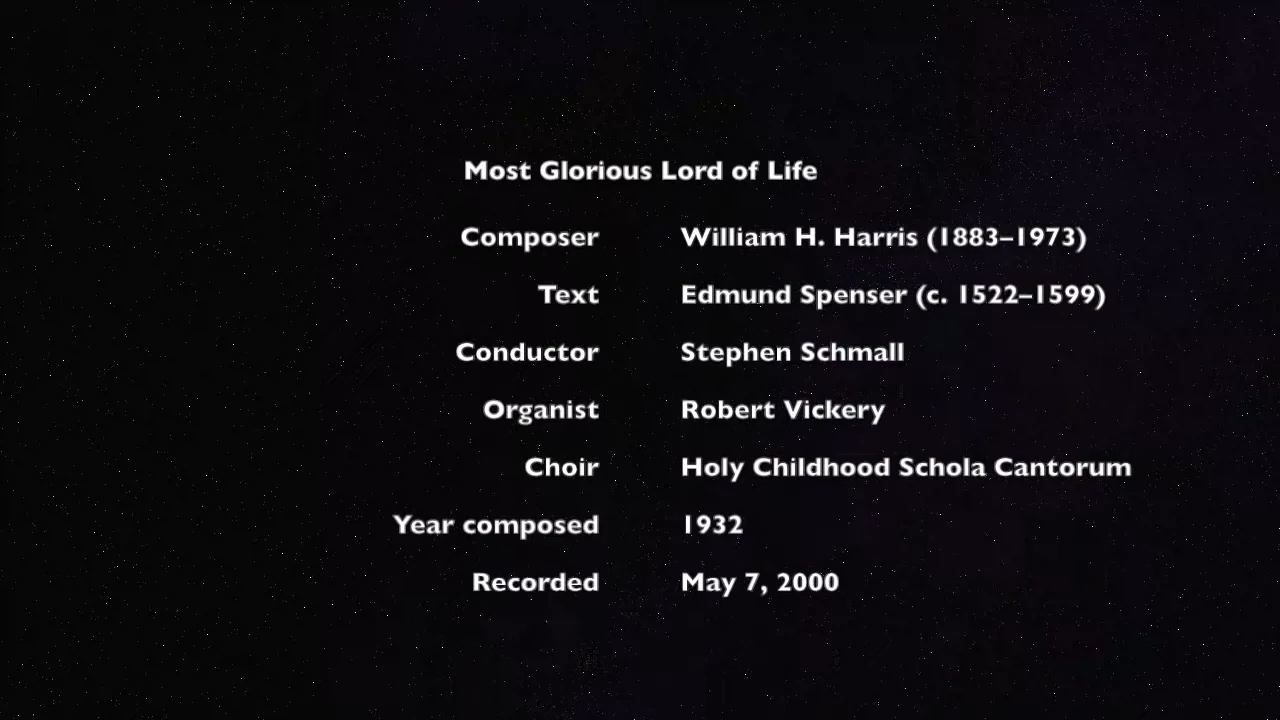 Most Glorious Lord of Life
Composer William H. Harris (1883–1973)
Text Edmund Spenser (c. 1522–1599)
Conductor Stephen Schmall
Organist Robert Vickery
Choir Holy Childhood Schola Cantorum
Year composed 1932
Recorded May 7, 2000